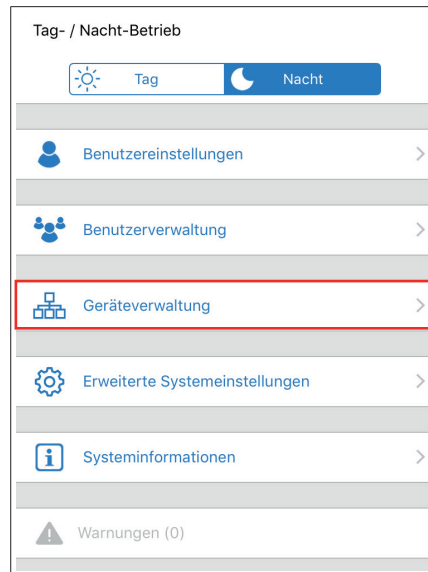 Tag- / Nacht-Betrieb
Tag Nacht
Benutzereinstellungen
Benutzerverwaltung
Geräteverwaltung
Erweiterte Systemeinstellungen
Systeminformationen
Warnungen (0)